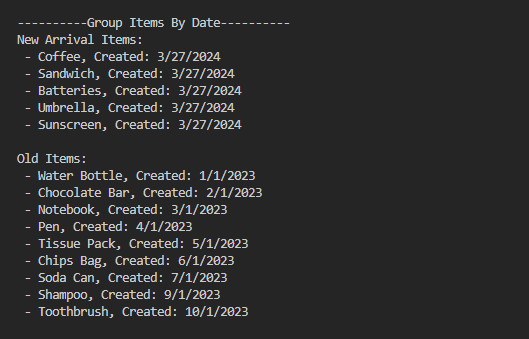 ----------Group Items By Date----------
New Arrival Items:
- Coffee, Created: 3/27/2024
- Sandwich, Created: 3/27/2024
- Batteries, Created: 3/27/2024
- Umbrella, Created: 3/27/2024
- Sunscreen, Created: 3/27/2024

Old Items:
- Water Bottle, Created: 1/1/2023
- Chocolate Bar, Created: 2/1/2023
- Notebook, Created: 3/1/2023
- Pen, Created: 4/1/2023
- Tissue Pack, Created: 5/1/2023
- Chips Bag, Created: 6/1/2023
- Soda Can, Created: 7/1/2023
- Shampoo, Created: 9/1/2023
- Toothbrush, Created: 10/1/2023